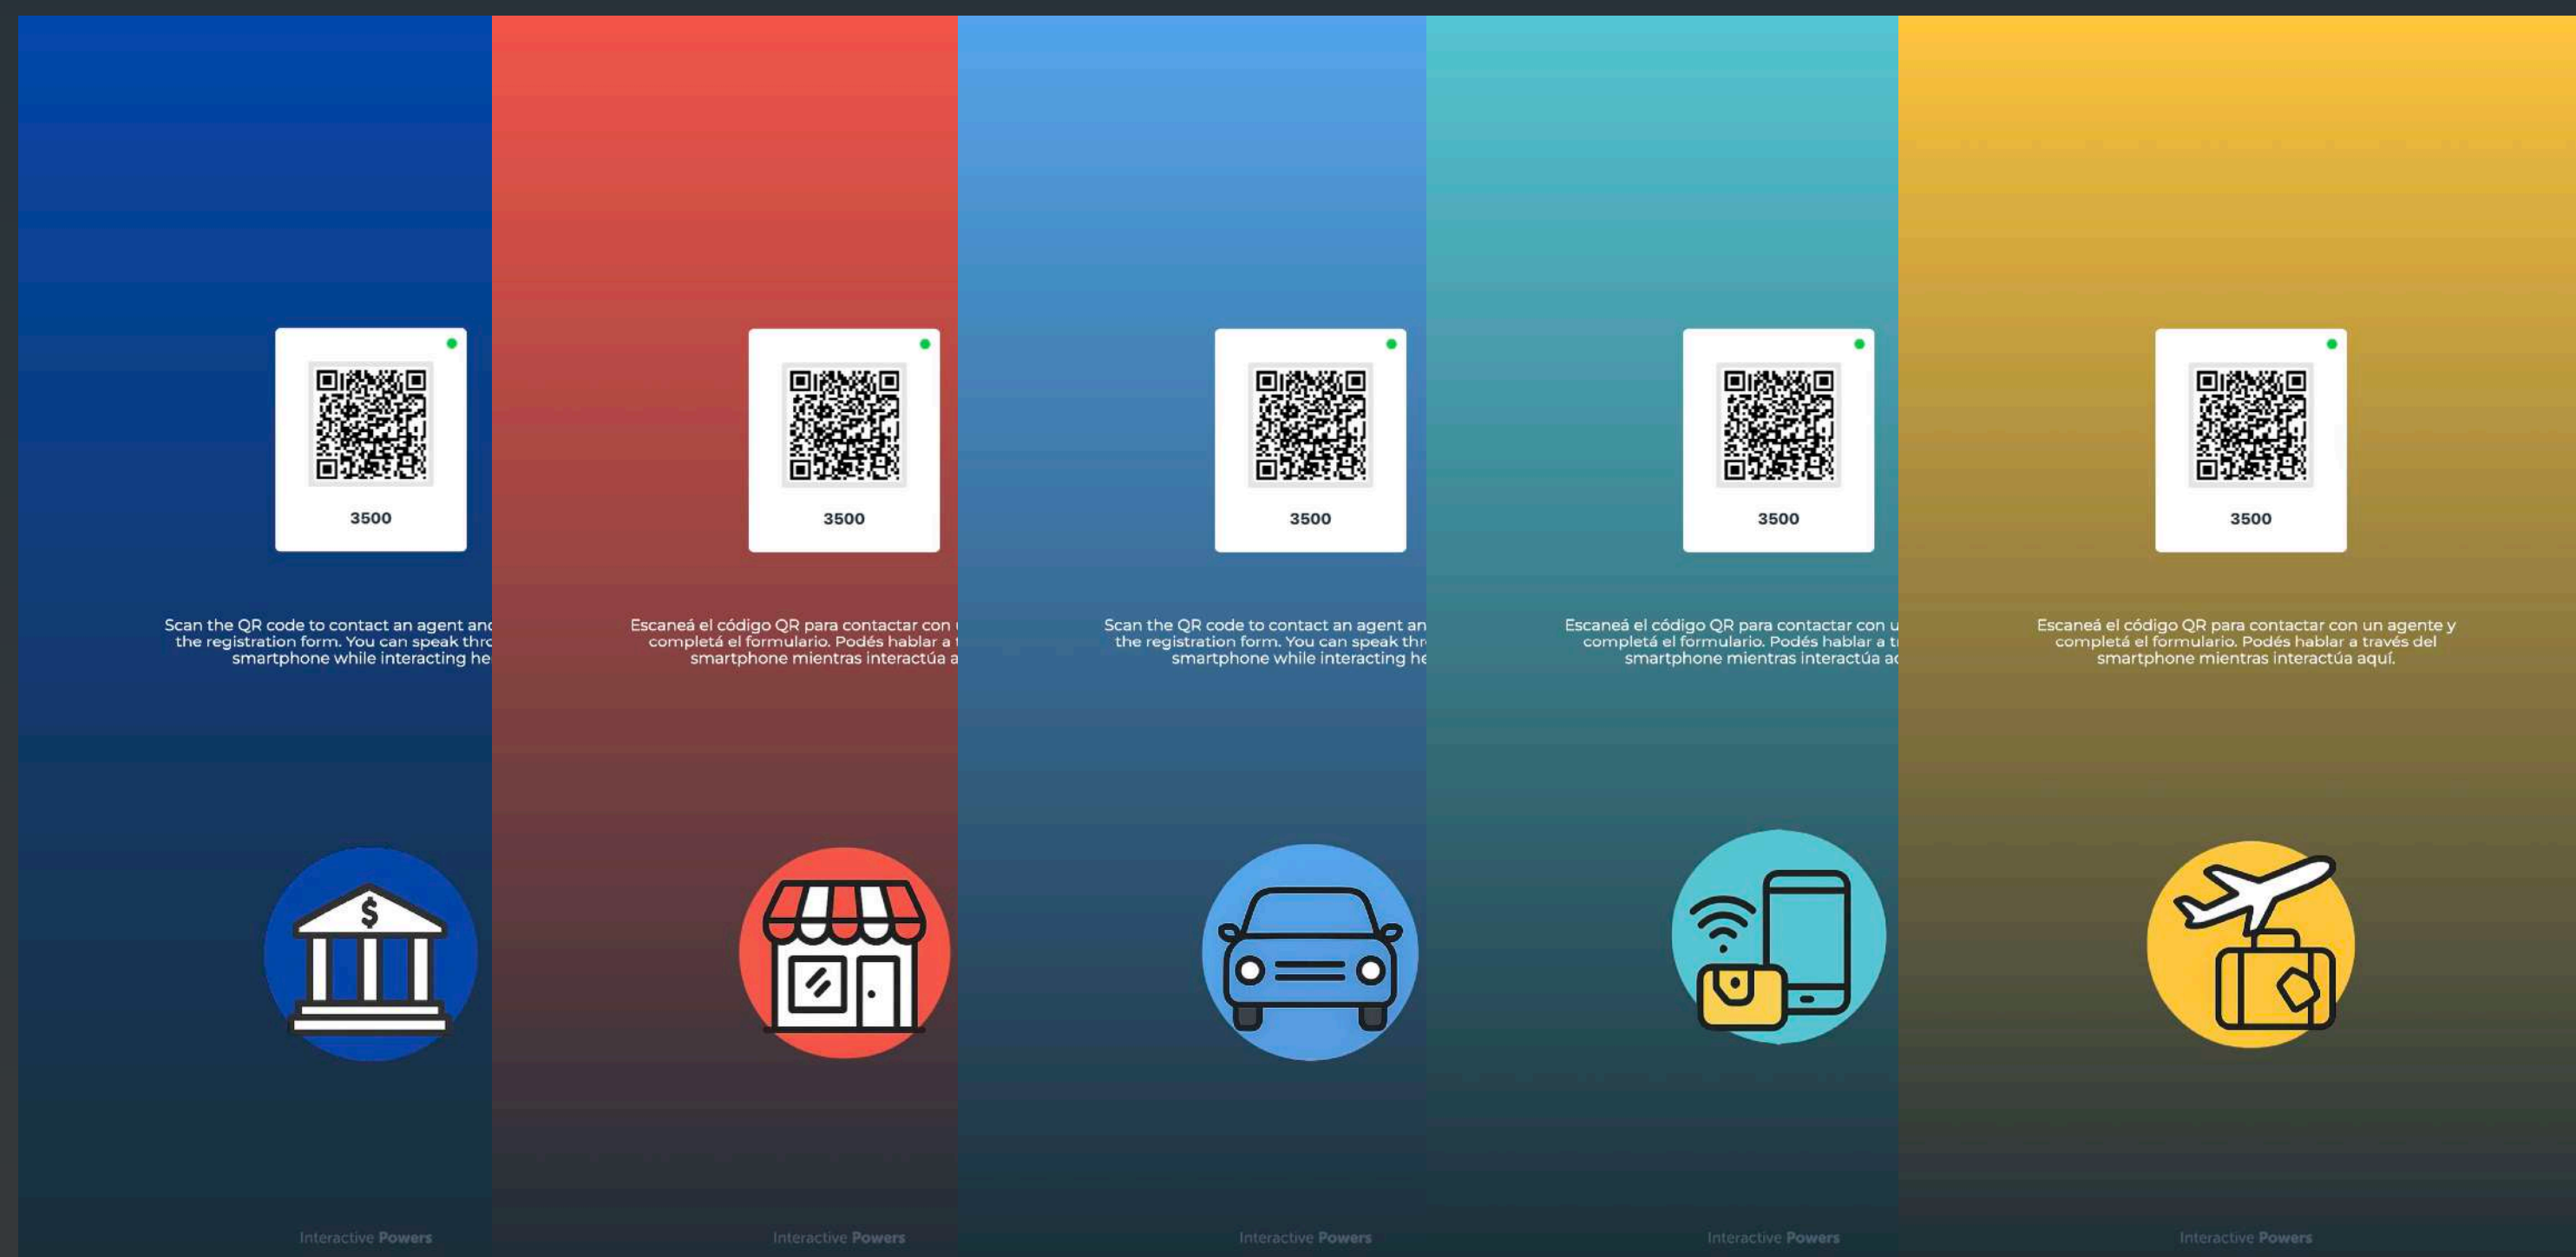 3500
Scan the QR code to contact an agent and
the registration form. You can speak thro
smartphone while interacting he
$
Interactive Powers
3500
Escaneá el código QR para contactar con
completá el formulario. Podés hablar a
smartphone mientras interactúa a
Interactive Powers
3500
Scan the QR code to contact an agent an
the registration form. You can speak thr
smartphone while interacting he
Interactive Powers
3500
Escaneá el código QR para contactar con u
completá el formulario. Podés hablar a t
smartphone mientras interactúa a
Interactive Powers
3500
Escaneá el código QR para contactar con un agente y
completá el formulario. Podés hablar a través del
smartphone mientras interactúa aquí.
Interactive Powers